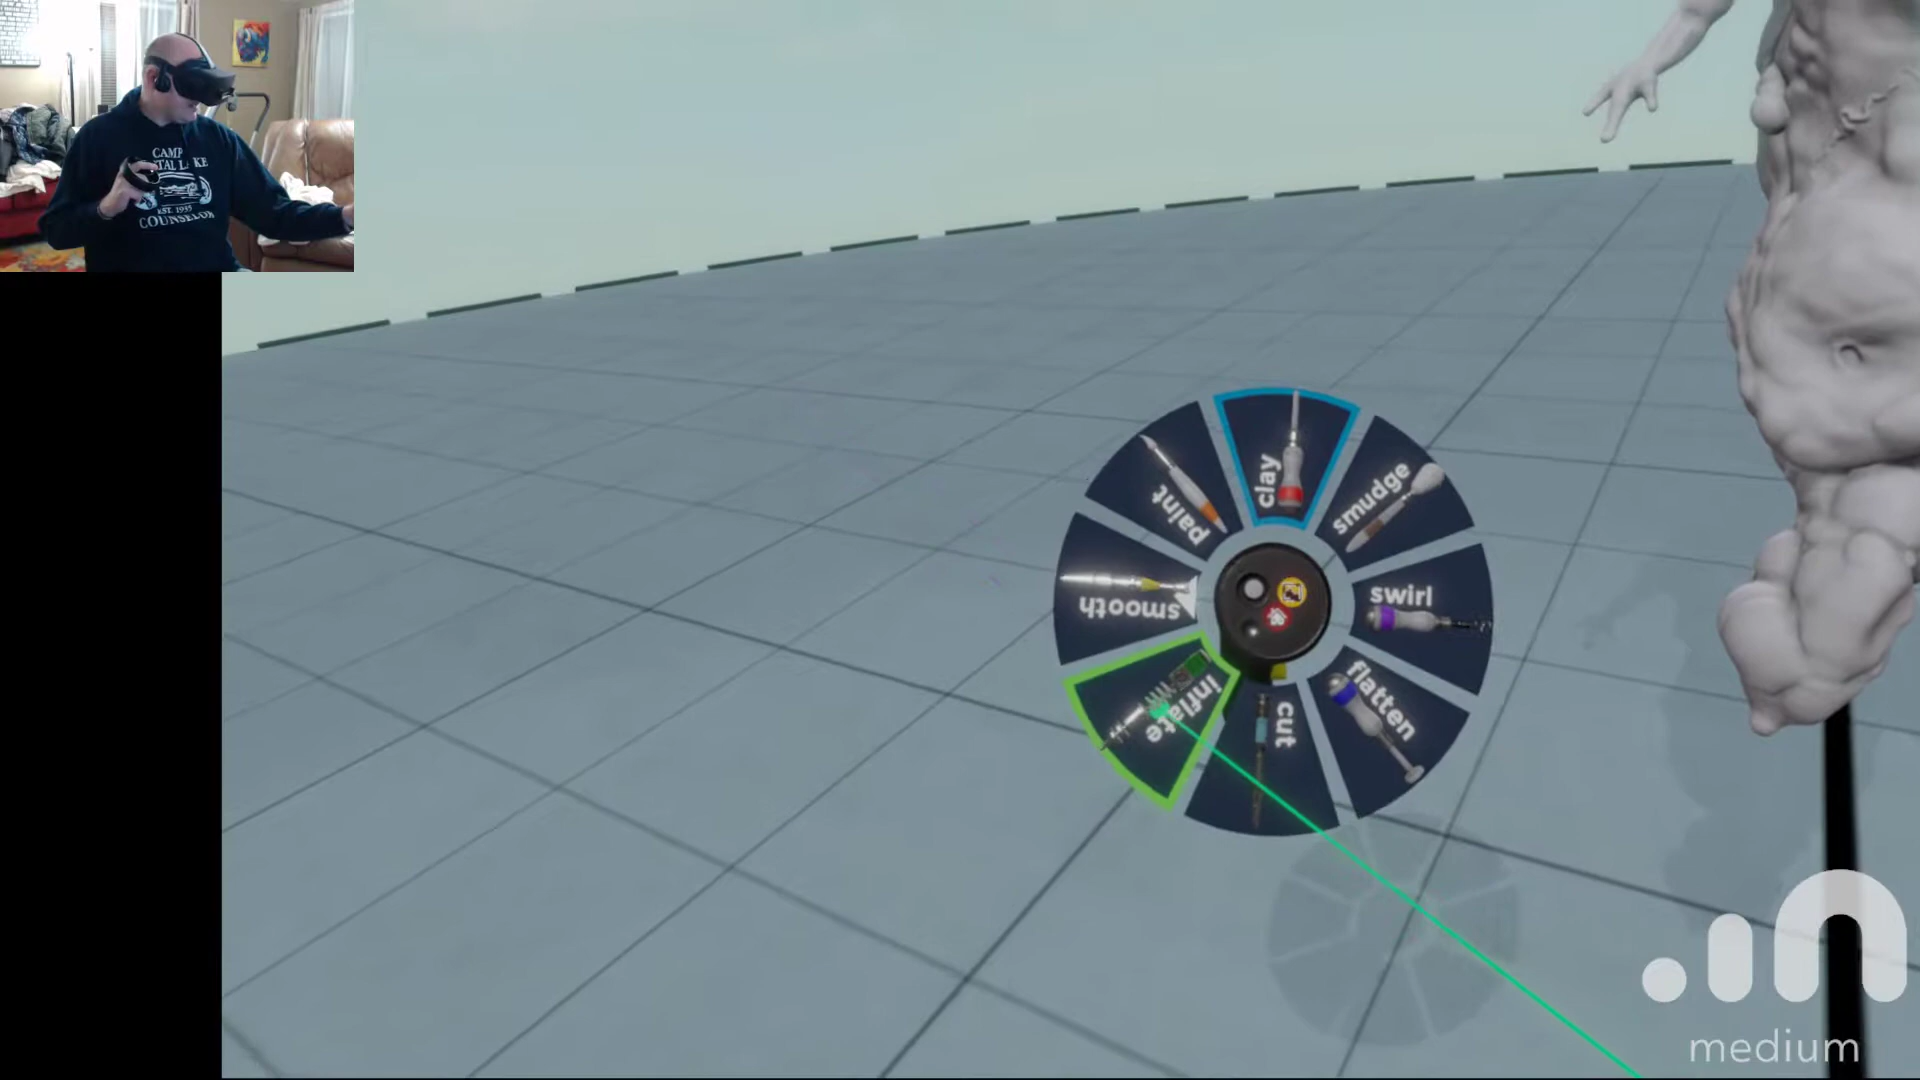 CAMP
COUNSELOR
EST. 1935
clay
smudge
swirl
flatten
cut
inflate
smooth
paint
medium